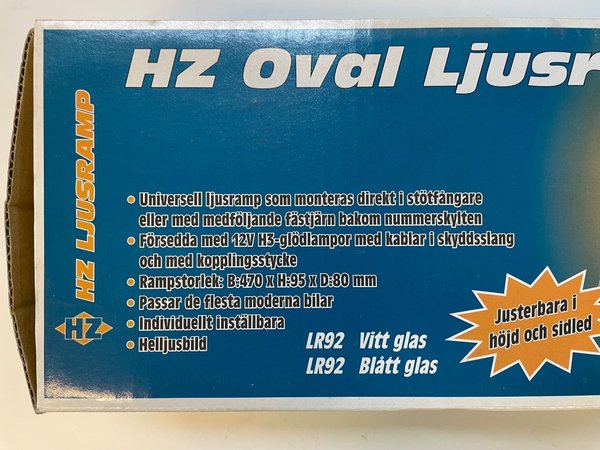 HZ Oval Ljusr
HZ LJUSRAMP
HZ
• Universell ljusramp som monteras direkt i stötfångare
eller med medföljande fästjärn bakom nummerskylten
• Försedda med 12V H3-glödlampor med kablar i skyddsslang
och med kopplingsstycke
• Rampstorlek: B:470 x H:95 x D:80 mm
• Passar de flesta moderna bilar
• Individuellt inställbara
• Helljusbild
LR92 Vitt glas
LR92 Blått glas
Justerbara i
höjd och sidled